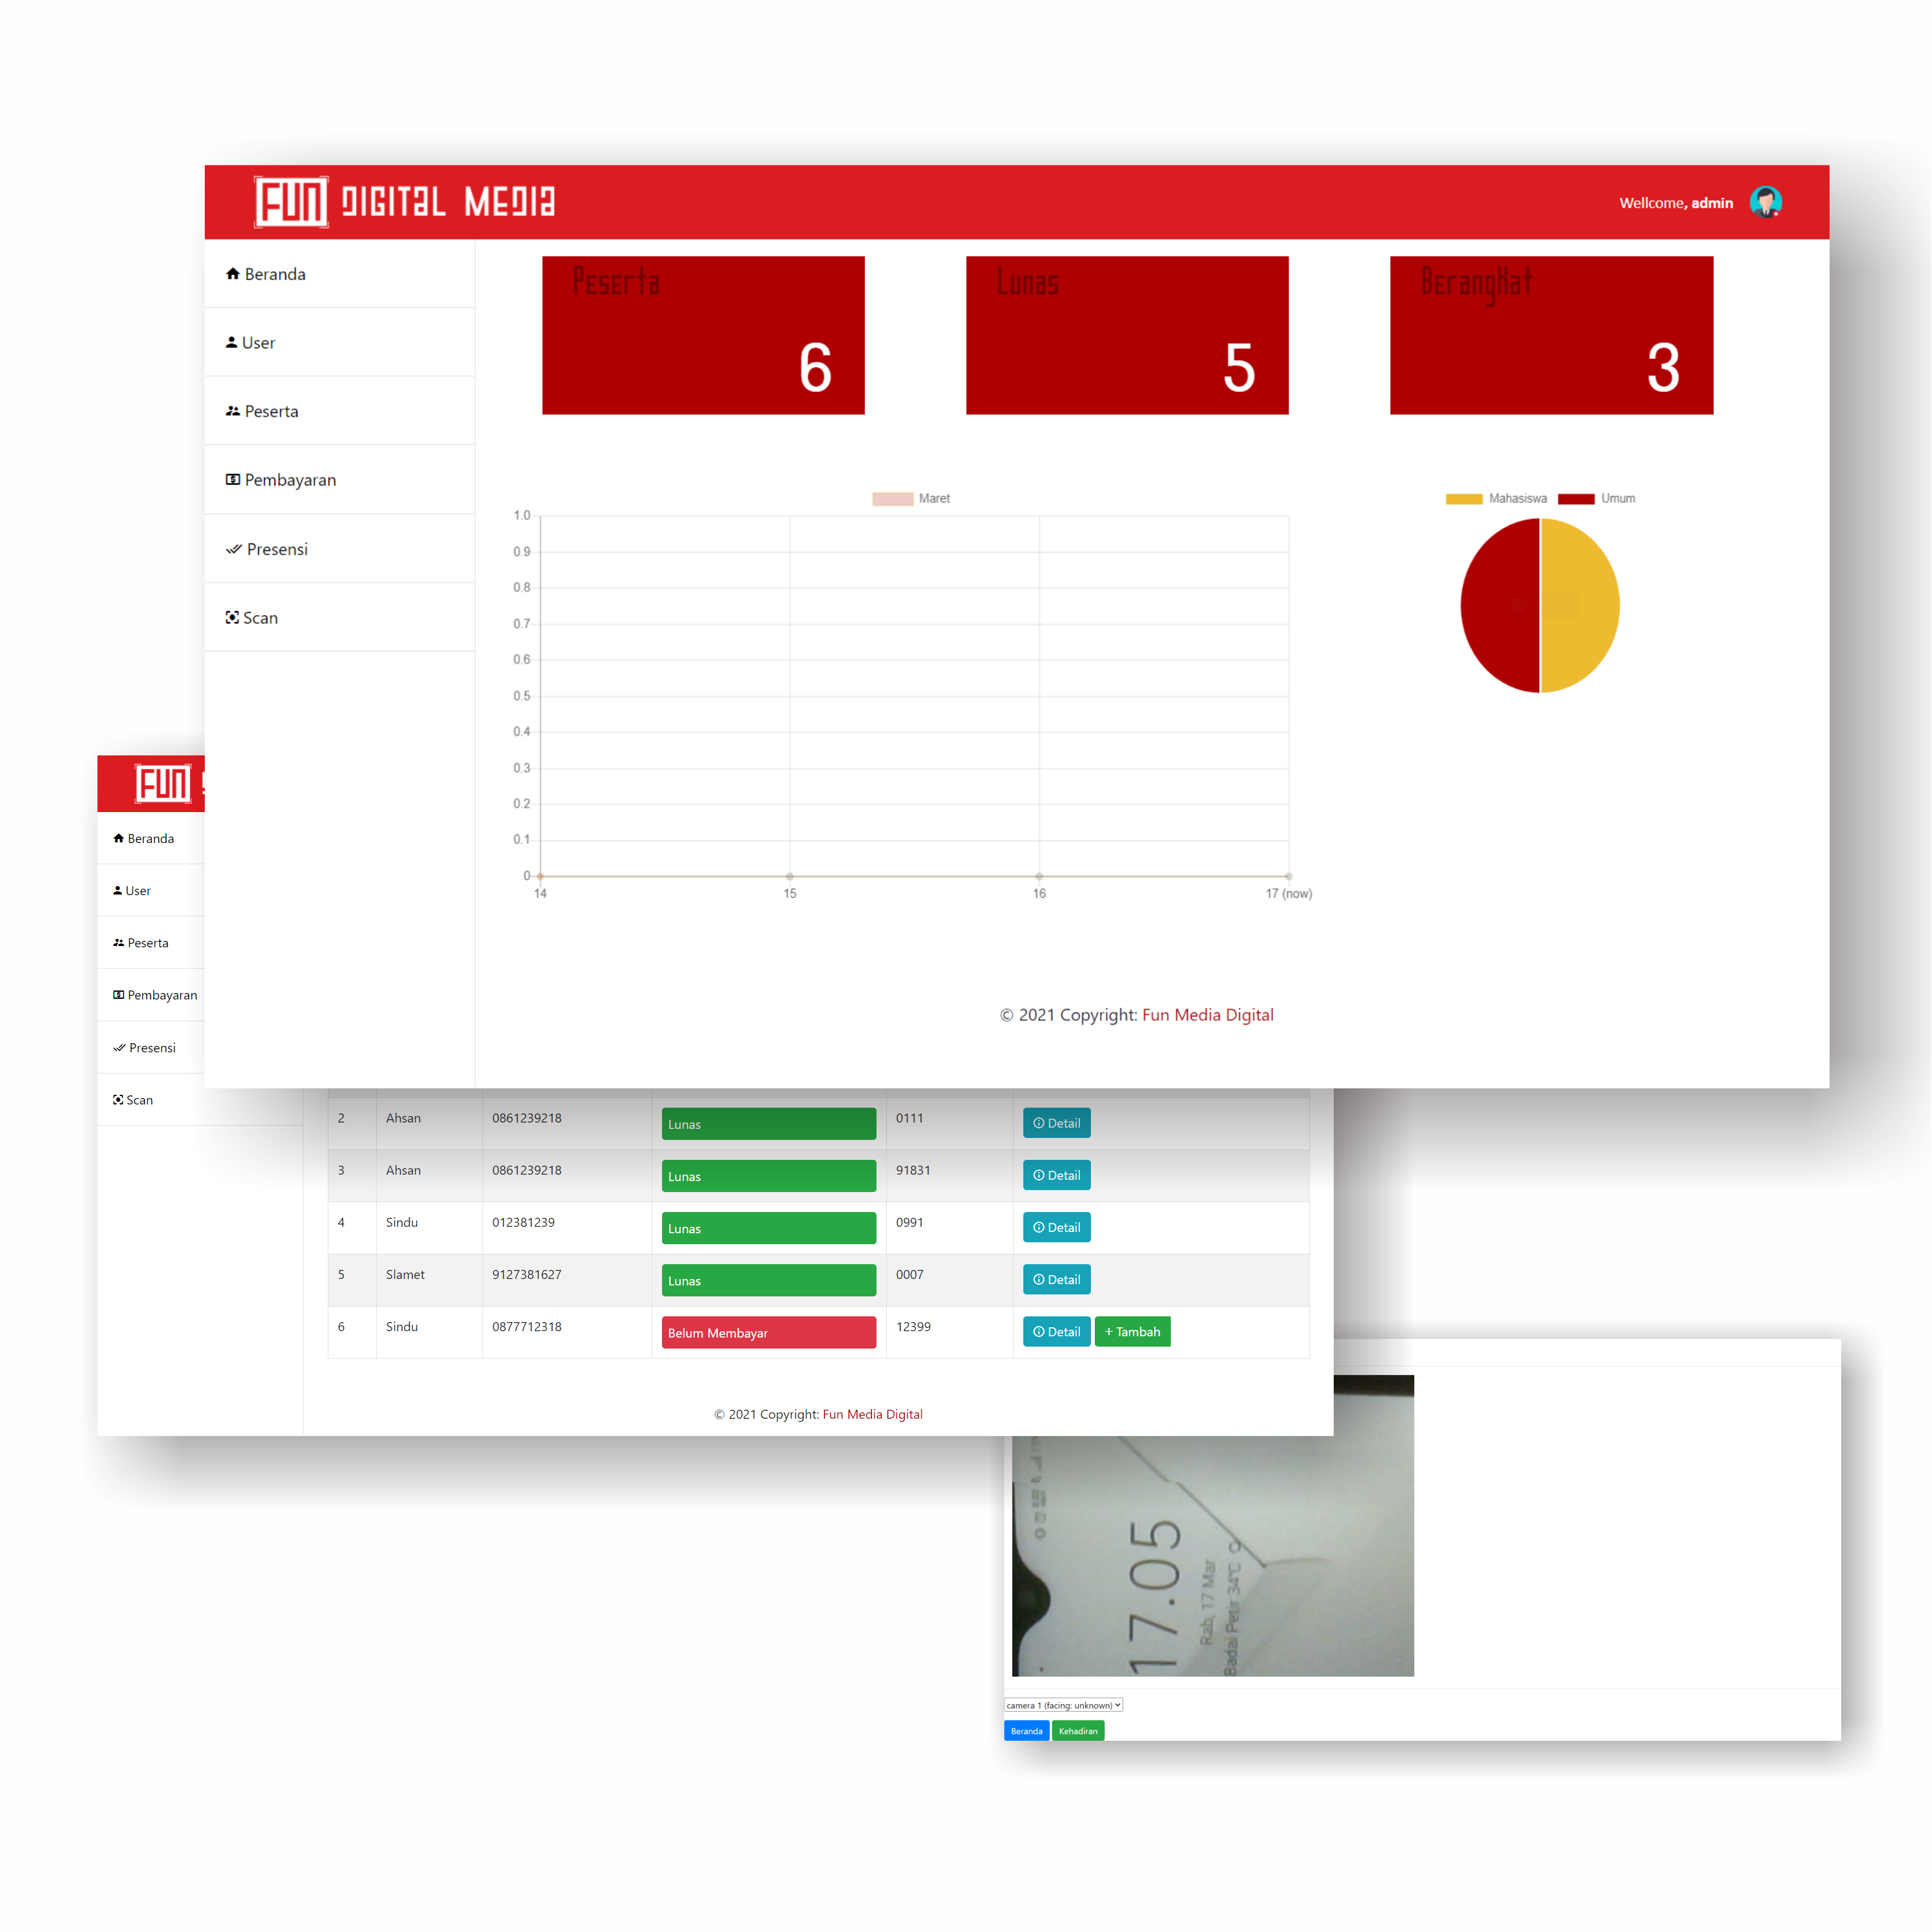 FUN DIGITAL MEDIA
Wellcome, admin
Beranda
User
Peserta
Pembayaran
Presensi
Scan
Peserta
6
Lunas
5
Berangkat
3
Maret
1.0
0.9
0.8
0.7
0.6
0.5
0.4
0.3
0.2
0.1
0
14 15 16 17 (now)
Mahasiswa Umum
© 2021 Copyright: Fun Media Digital
FUN
Beranda
User
Peserta
Pembayaran
Presensi
Scan
2 Ahsan 0861239218 Lunas 0111 Detail
3 Ahsan 0861239218 Lunas 91831 Detail
4 Sindu 012381239 Lunas 0991 Detail
5 Slamet 9127381627 Lunas 0007 Detail
6 Sindu 0877712318 Belum Membayar 12399 Detail + Tambah
© 2021 Copyright: Fun Media Digital
17.05
Rab, 17 Mar
Badai Petir 34°C
camera 1 (facing: unknown)
Beranda Kehadiran